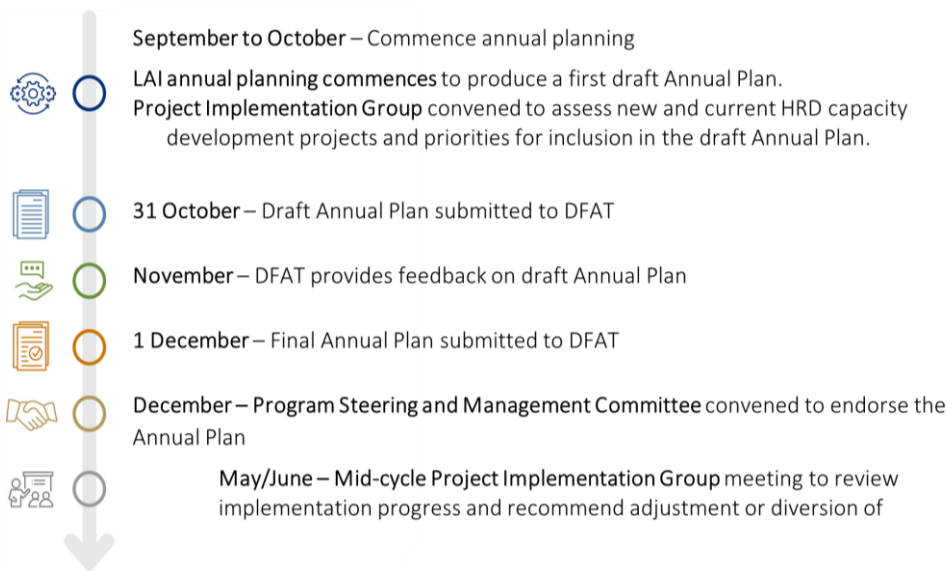 September to October – Commence annual planning
LAI annual planning commences to produce a first draft Annual Plan.
Project Implementation Group convened to assess new and current HRD capacity
development projects and priorities for inclusion in the draft Annual Plan.
31 October – Draft Annual Plan submitted to DFAT
November – DFAT provides feedback on draft Annual Plan
1 December – Final Annual Plan submitted to DFAT
December – Program Steering and Management Committee convened to endorse the
Annual Plan
May/June – Mid-cycle Project Implementation Group meeting to review
implementation progress and recommend adjustment or diversion of